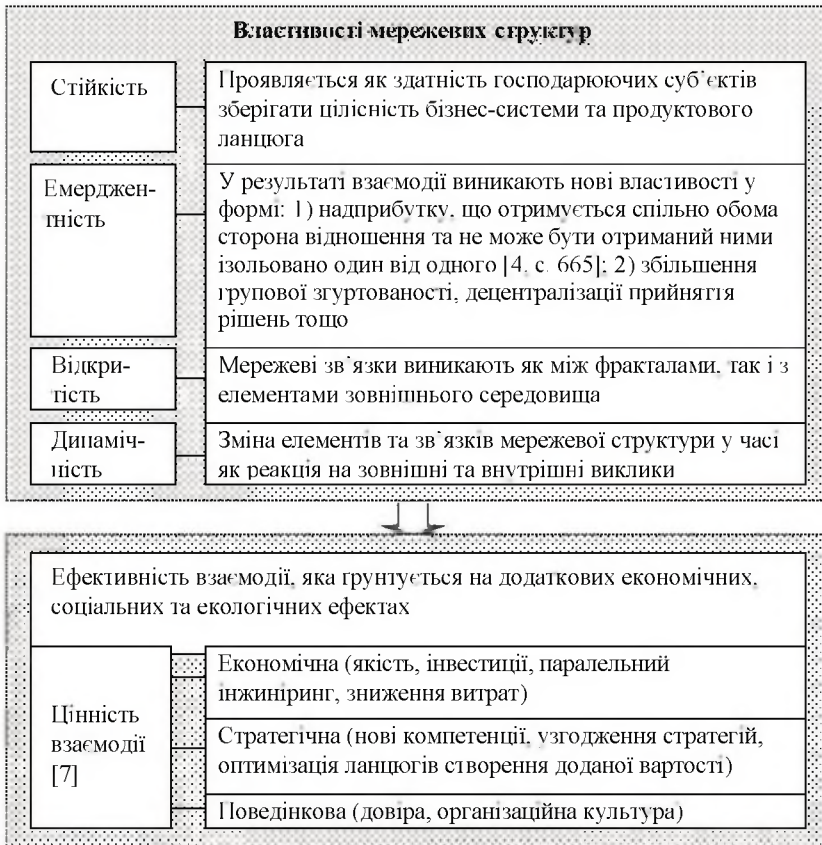 Властивості мережевих структур
Стійкість
Проявляється як здатність господарюючих суб'єктів
зберігати цілісність бізнес-системи та продуктового
ланцюга
Емерджен-
тність
У результаті взаємодії виникають нові властивості у
формі: 1) надприбутку, що отримується спільно обома
сторона відношення та не може бути отриманий ними
ізольовано один від одного [4, с. 665]; 2) збільшення
групової згуртованості, децентралізації прийняття
рішень тощо
Відкри-
тість
Мережеві зв'язки виникають як між фракталами, так і з
елементами зовнішнього середовища
Динаміч-
ність
Зміна елементів та зв'язків мережевої структури у часі
як реакція на зовнішні та внутрішні виклики
Ефективність взаємодії, яка ґрунтується на додаткових економічних,
соціальних та екологічних ефектах
Цінність
взаємодії
[7]
Економічна (якість, інвестиції, паралельний
інжиніринг, зниження витрат)
Стратегічна (нові компетенції, узгодження стратегій,
оптимізація ланцюгів створення доданої вартості)
Поведінкова (довіра, організаційна культура)